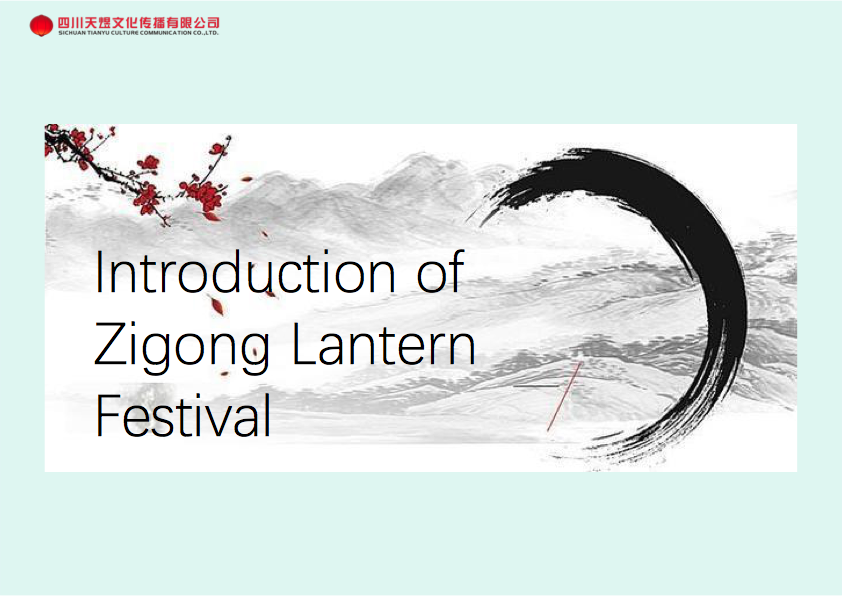 四川天煜文化传播有限公司
SICHUAN TIANYU CULTURE COMMUNICATION CO.,LTD.
Introduction of
Zigong Lantern
Festival